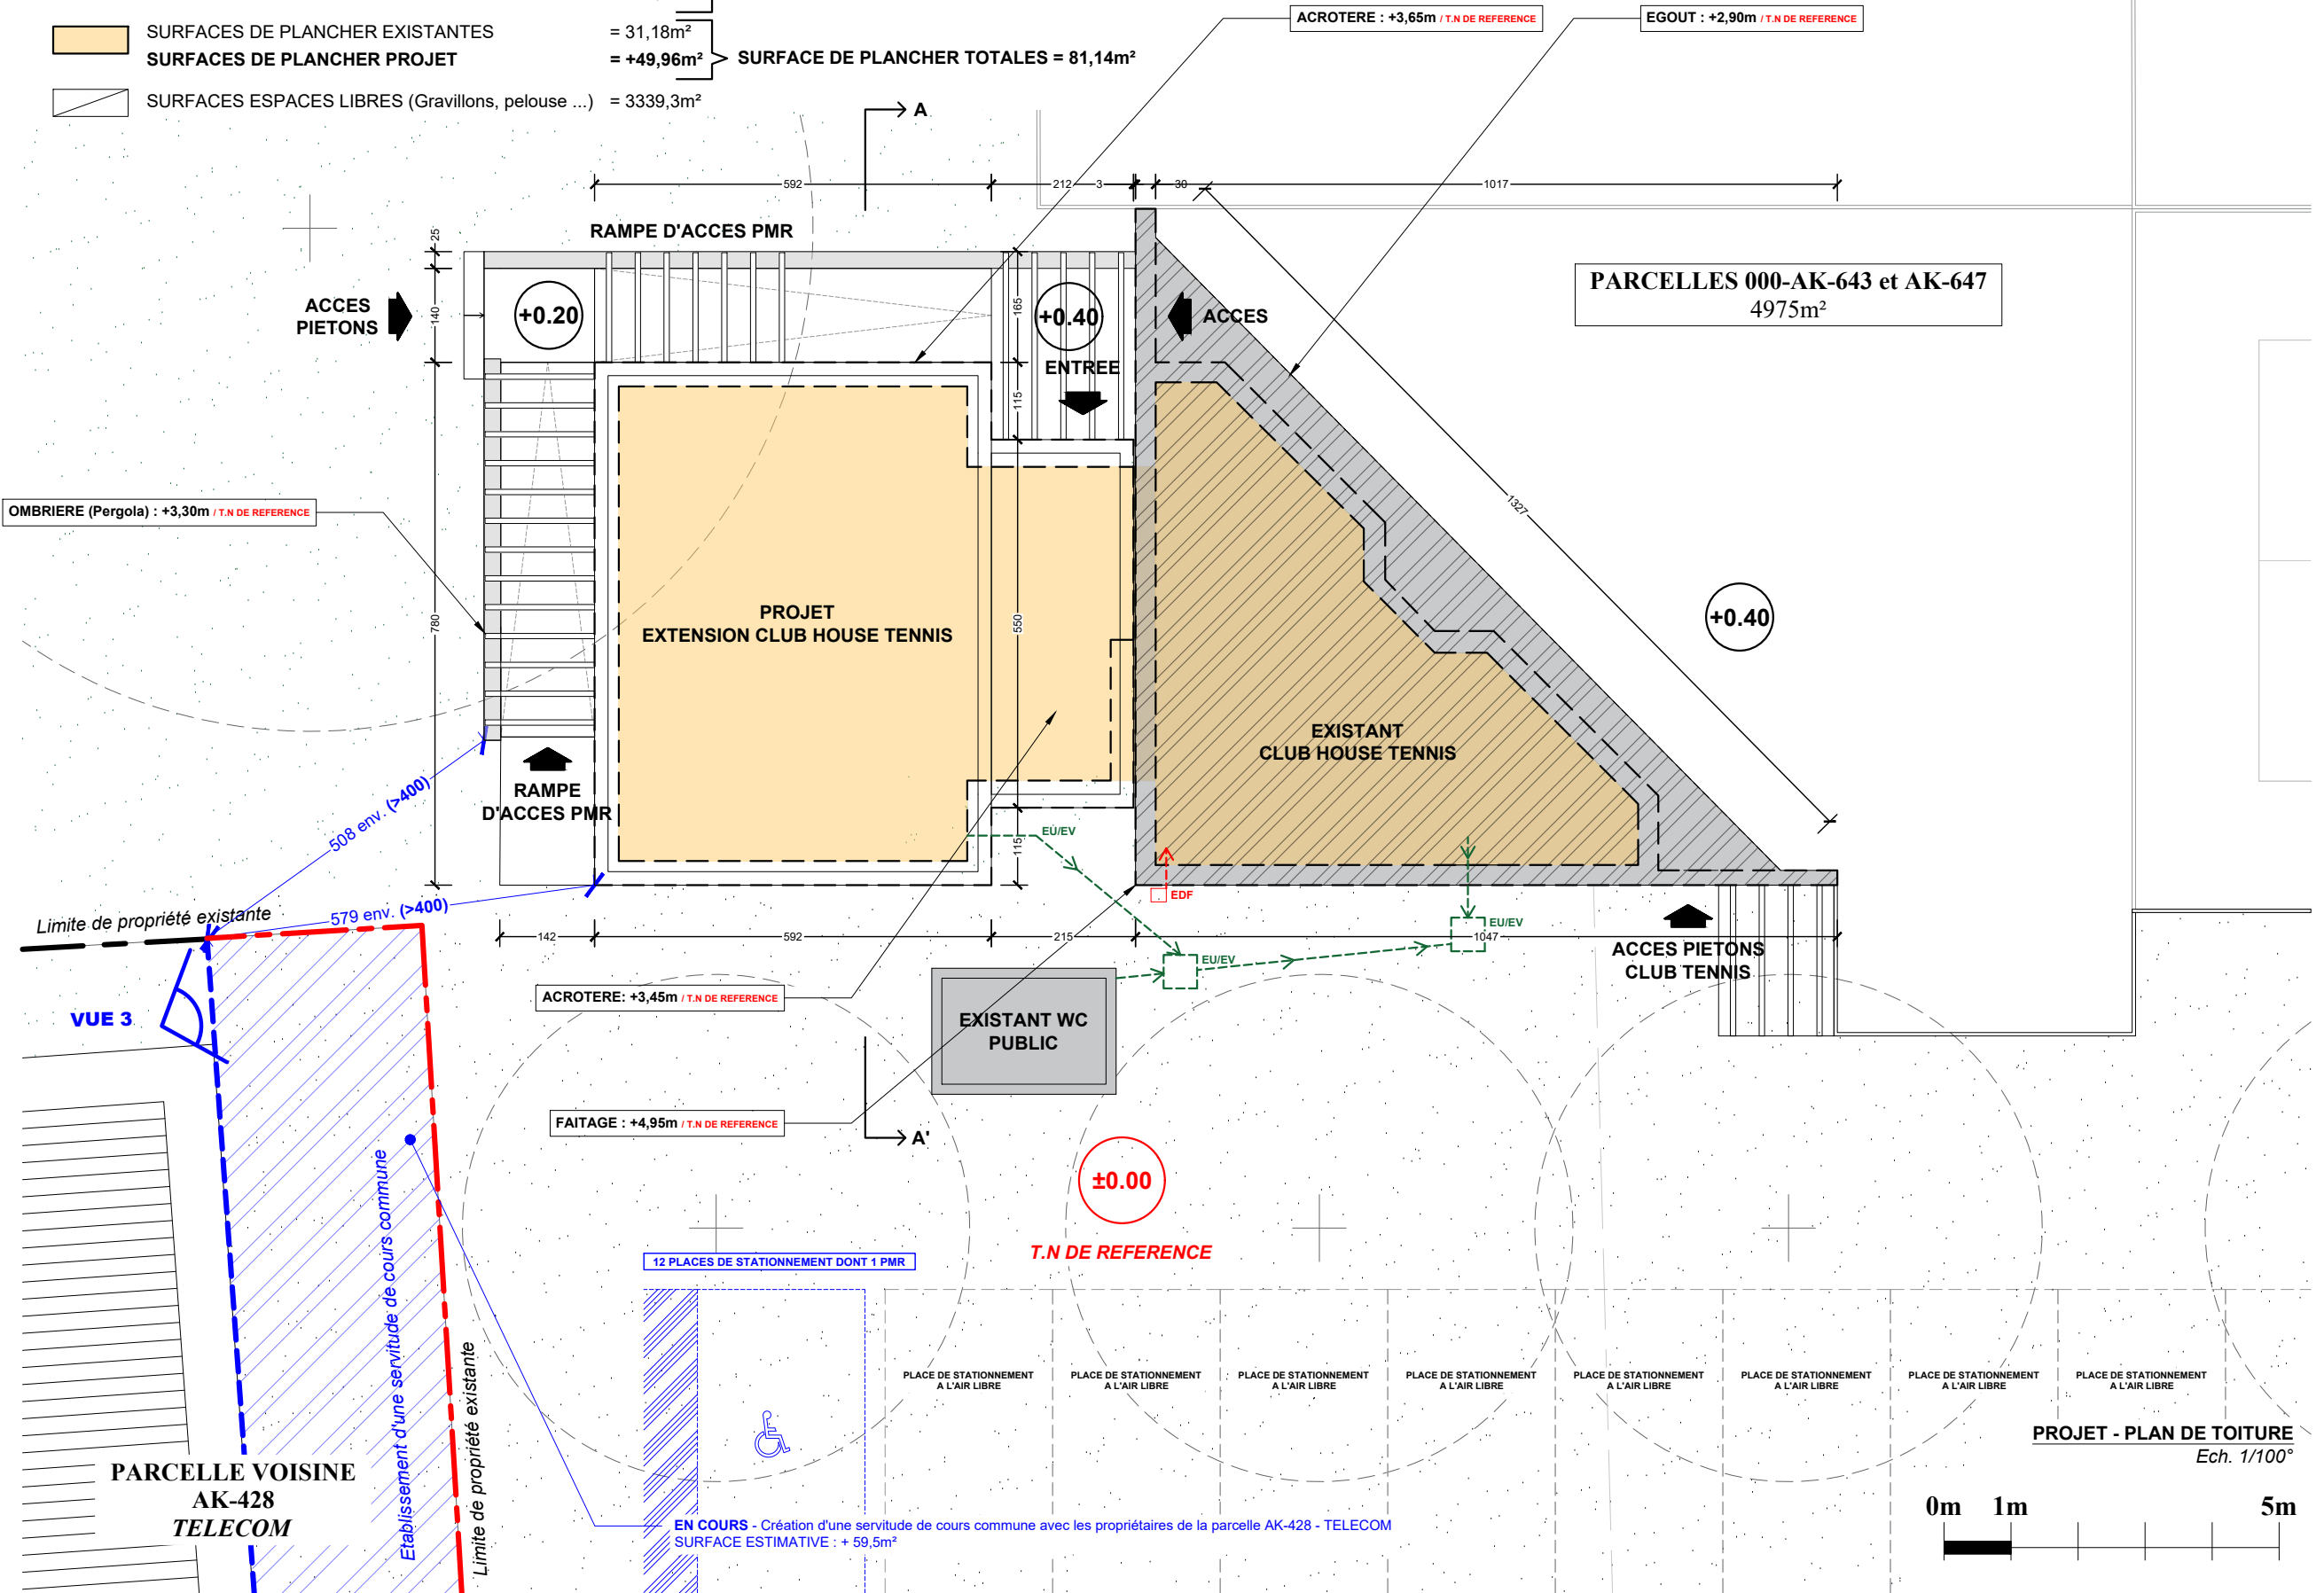 SURFACES DE PLANCHER EXISTANTES = 31,18m²
SURFACES DE PLANCHER PROJET = +49,96m²
SURFACE DE PLANCHER TOTALES = 81,14m²
SURFACES ESPACES LIBRES (Gravillons, pelouse ...) = 3339,3m²
ACROTERE : +3,65m / T.N DE REFERENCE
EGOUT : +2,90m / T.N DE REFERENCE
A
592
212
3
30
1017
RAMPE D'ACCES PMR
25
140
165
ACCES
PIETONS
+0.20
+0.40
ACCES
ENTREE
115
PARCELLES 000-AK-643 et AK-647
4975m²
OMBRIERE (Pergola) : +3,30m / T.N DE REFERENCE
1327
780
550
PROJET
EXTENSION CLUB HOUSE TENNIS
+0.40
EXISTANT
CLUB HOUSE TENNIS
RAMPE
D'ACCES PMR
508 env. (>400)
579 env. (>400)
115
EU/EV
EDF
EU/EV
EU/EV
Limite de propriété existante
142
592
215
1047
ACCES PIETONS
CLUB TENNIS
VUE 3
ACROTERE: +3,45m / T.N DE REFERENCE
EXISTANT WC
PUBLIC
FAITAGE : +4,95m / T.N DE REFERENCE
A'
±0.00
T.N DE REFERENCE
12 PLACES DE STATIONNEMENT DONT 1 PMR
Etablissement d'une servitude de cours commune
Limite de propriété existante
PLACE DE STATIONNEMENT
A L'AIR LIBRE
PLACE DE STATIONNEMENT
A L'AIR LIBRE
PLACE DE STATIONNEMENT
A L'AIR LIBRE
PLACE DE STATIONNEMENT
A L'AIR LIBRE
PLACE DE STATIONNEMENT
A L'AIR LIBRE
PLACE DE STATIONNEMENT
A L'AIR LIBRE
PLACE DE STATIONNEMENT
A L'AIR LIBRE
PLACE DE STATIONNEMENT
A L'AIR LIBRE
PROJET - PLAN DE TOITURE
Ech. 1/100°
PARCELLE VOISINE
AK-428
TELECOM
0m 1m 5m
EN COURS - Création d'une servitude de cours commune avec les propriétaires de la parcelle AK-428 - TELECOM
SURFACE ESTIMATIVE : + 59,5m²